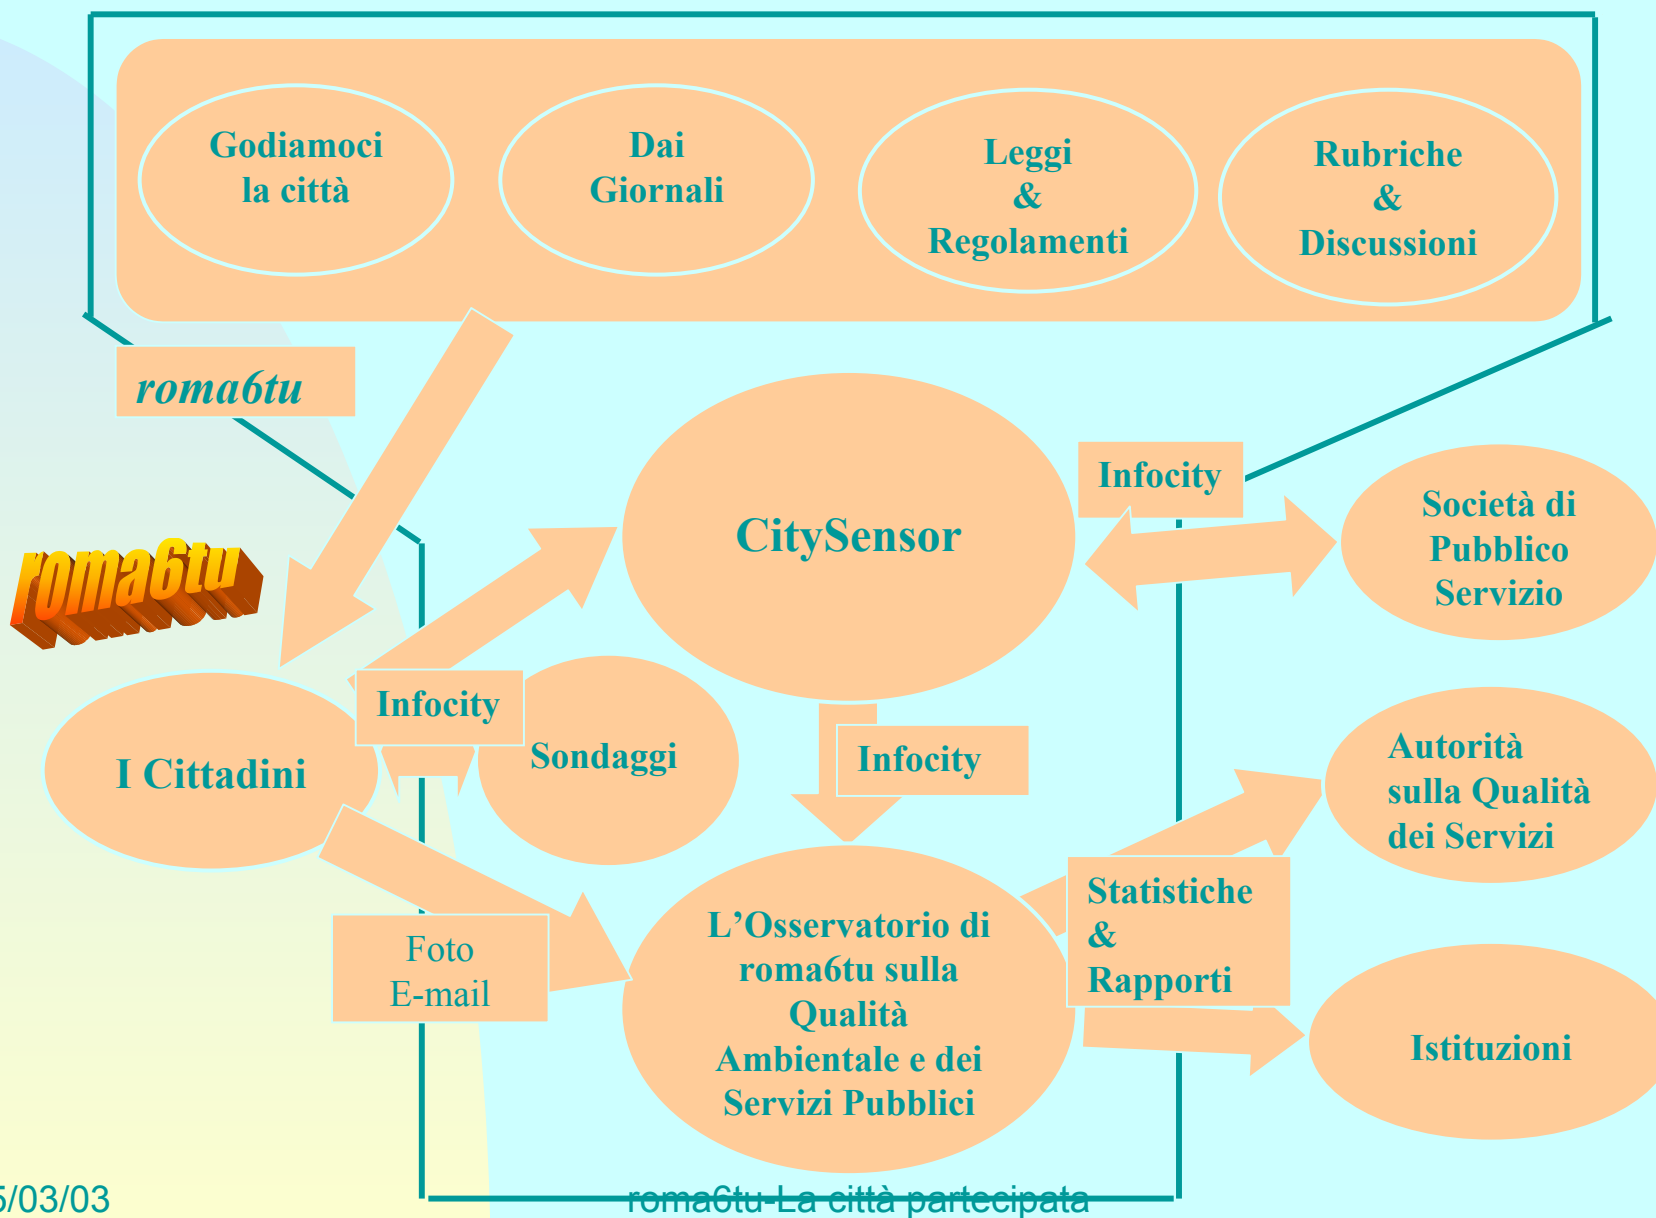 Godiamoci
la città
Dai
Giornali
Leggi
&
Regolamenti
Rubriche
&
Discussioni
roma6tu
roma6tu
CitySensor
Infocity
Società di
Pubblico
Servizio
I Cittadini
Infocity
Sondaggi
Infocity
Autorità
sulla Qualità
dei Servizi
Foto
E-mail
L’Osservatorio di
roma6tu sulla
Qualità
Ambientale e dei
Servizi Pubblici
Statistiche
&
Rapporti
Istituzioni
5/03/03
roma6tu-La città partecipata